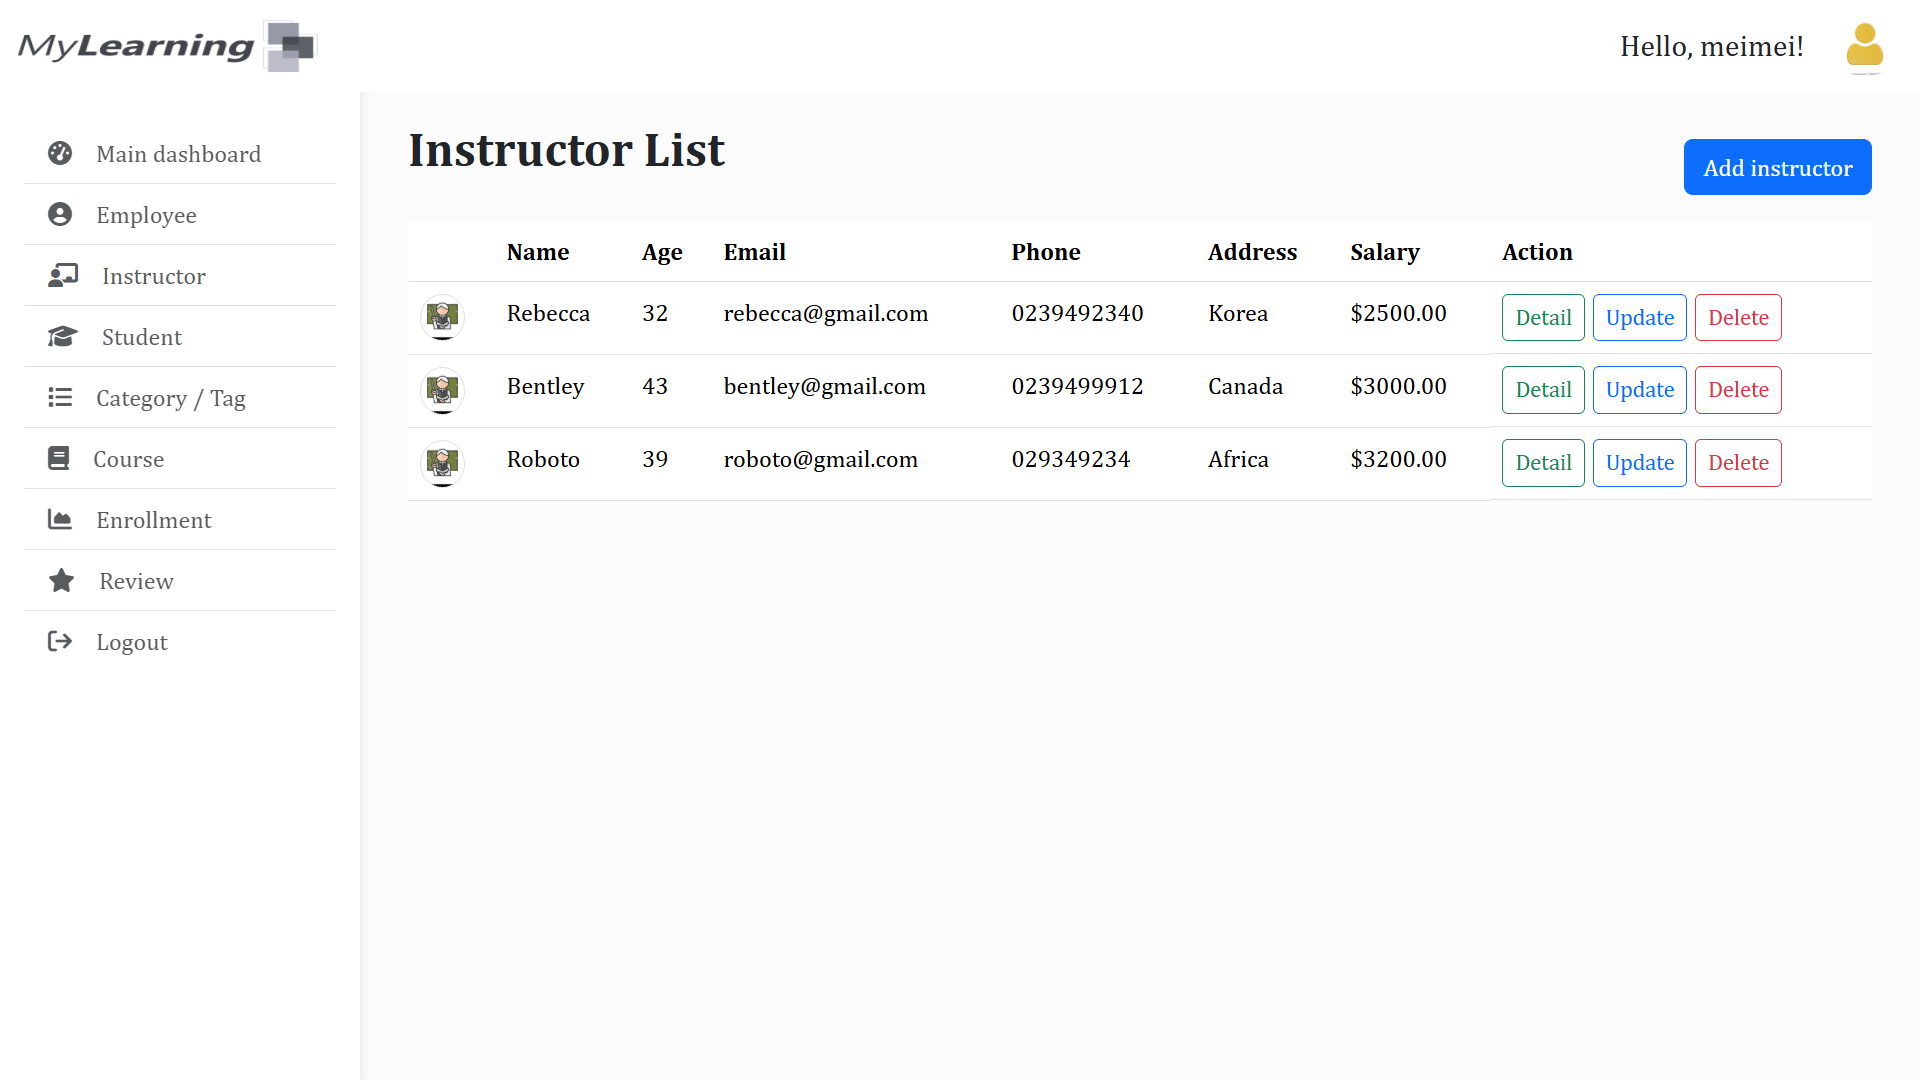 MyLearning
Hello, meimei!
Main dashboard
Employee
Instructor
Student
Category / Tag
Course
Enrollment
Review
Logout
Instructor List
Add instructor
Name Age Email Phone Address Salary Action
Rebecca 32 rebecca@gmail.com 0239492340 Korea $2500.00 Detail Update Delete
Bentley 43 bentley@gmail.com 0239499912 Canada $3000.00 Detail Update Delete
Roboto 39 roboto@gmail.com 029349234 Africa $3200.00 Detail Update Delete